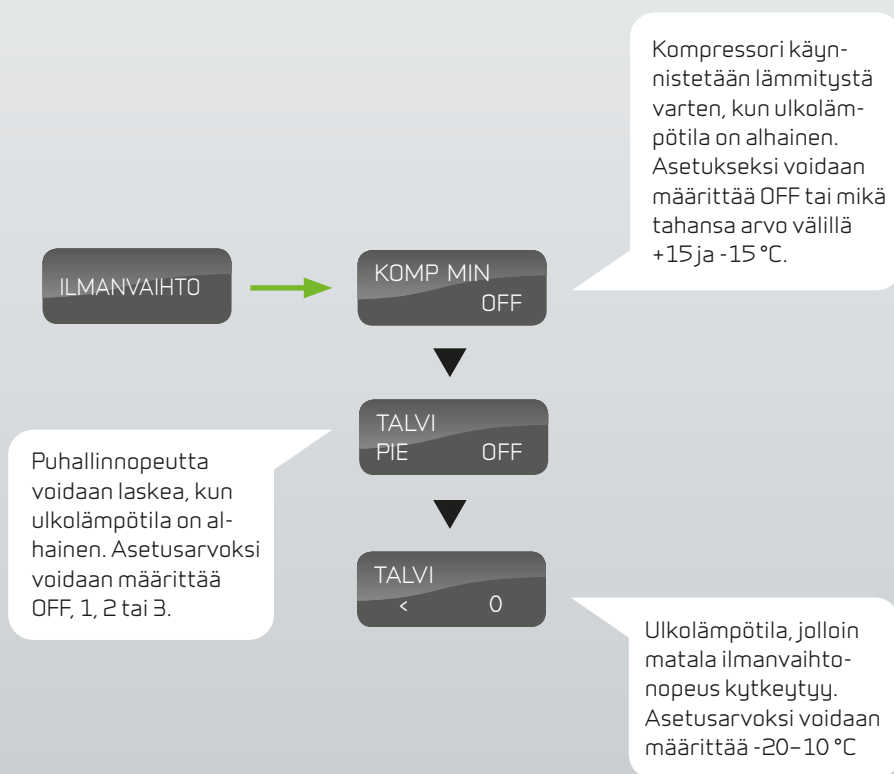 Kompressori käyn-
nistetään lämmitystä
varten, kun ulkoläm-
pötila on alhainen.
Asetukseksi voidaan
määrittää OFF tai mikä
tahansa arvo välillä
+15 ja -15 °C.
ILMANVAIHTO
KOMP MIN
OFF
TALVI
PIE OFF
Puhallinnopeutta
voidaan laskea, kun
ulkolämpötila on al-
hainen. Asetusarvoksi
voidaan määrittää
OFF, 1, 2 tai 3.
TALVI
< 0
Ulkolämpötila, jolloin
matala ilmanvaihto-
nopeus kytkeytyy.
Asetusarvoksi voidaan
määrittää -20–10 °C